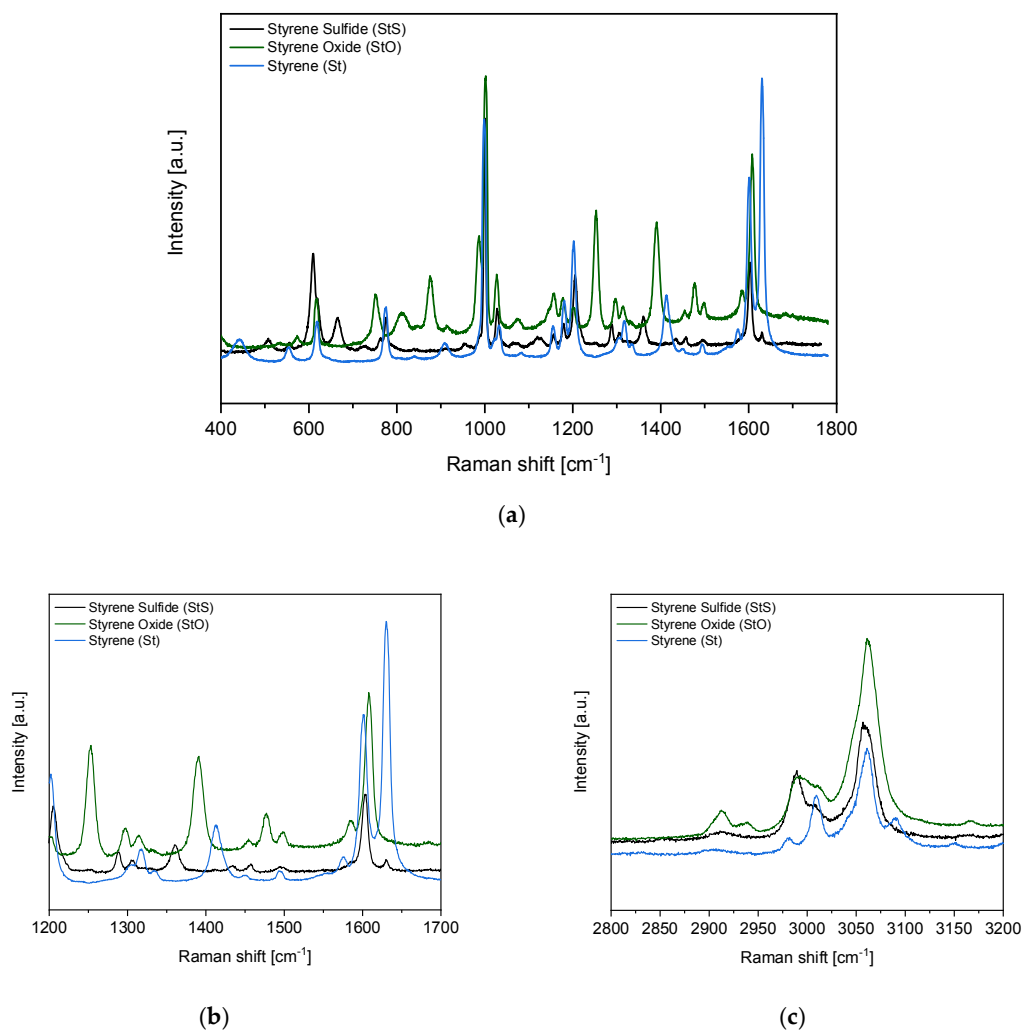 Styrene Sulfide (StS)
Styrene Oxide (StO)
Styrene (St)
Intensity [a.u.]
400 600 800 1000 1200 1400 1600 1800
Raman shift [cm⁻¹]
(a)
Styrene Sulfide (StS)
Styrene Oxide (StO)
Styrene (St)
Intensity [a.u.]
1200 1300 1400 1500 1600 1700
Raman shift [cm⁻¹]
(b)
Styrene Sulfide (StS)
Styrene Oxide (StO)
Styrene (St)
Intensity [a.u.]
2800 2850 2900 2950 3000 3050 3100 3150 3200
Raman shift [cm⁻¹]
(c)